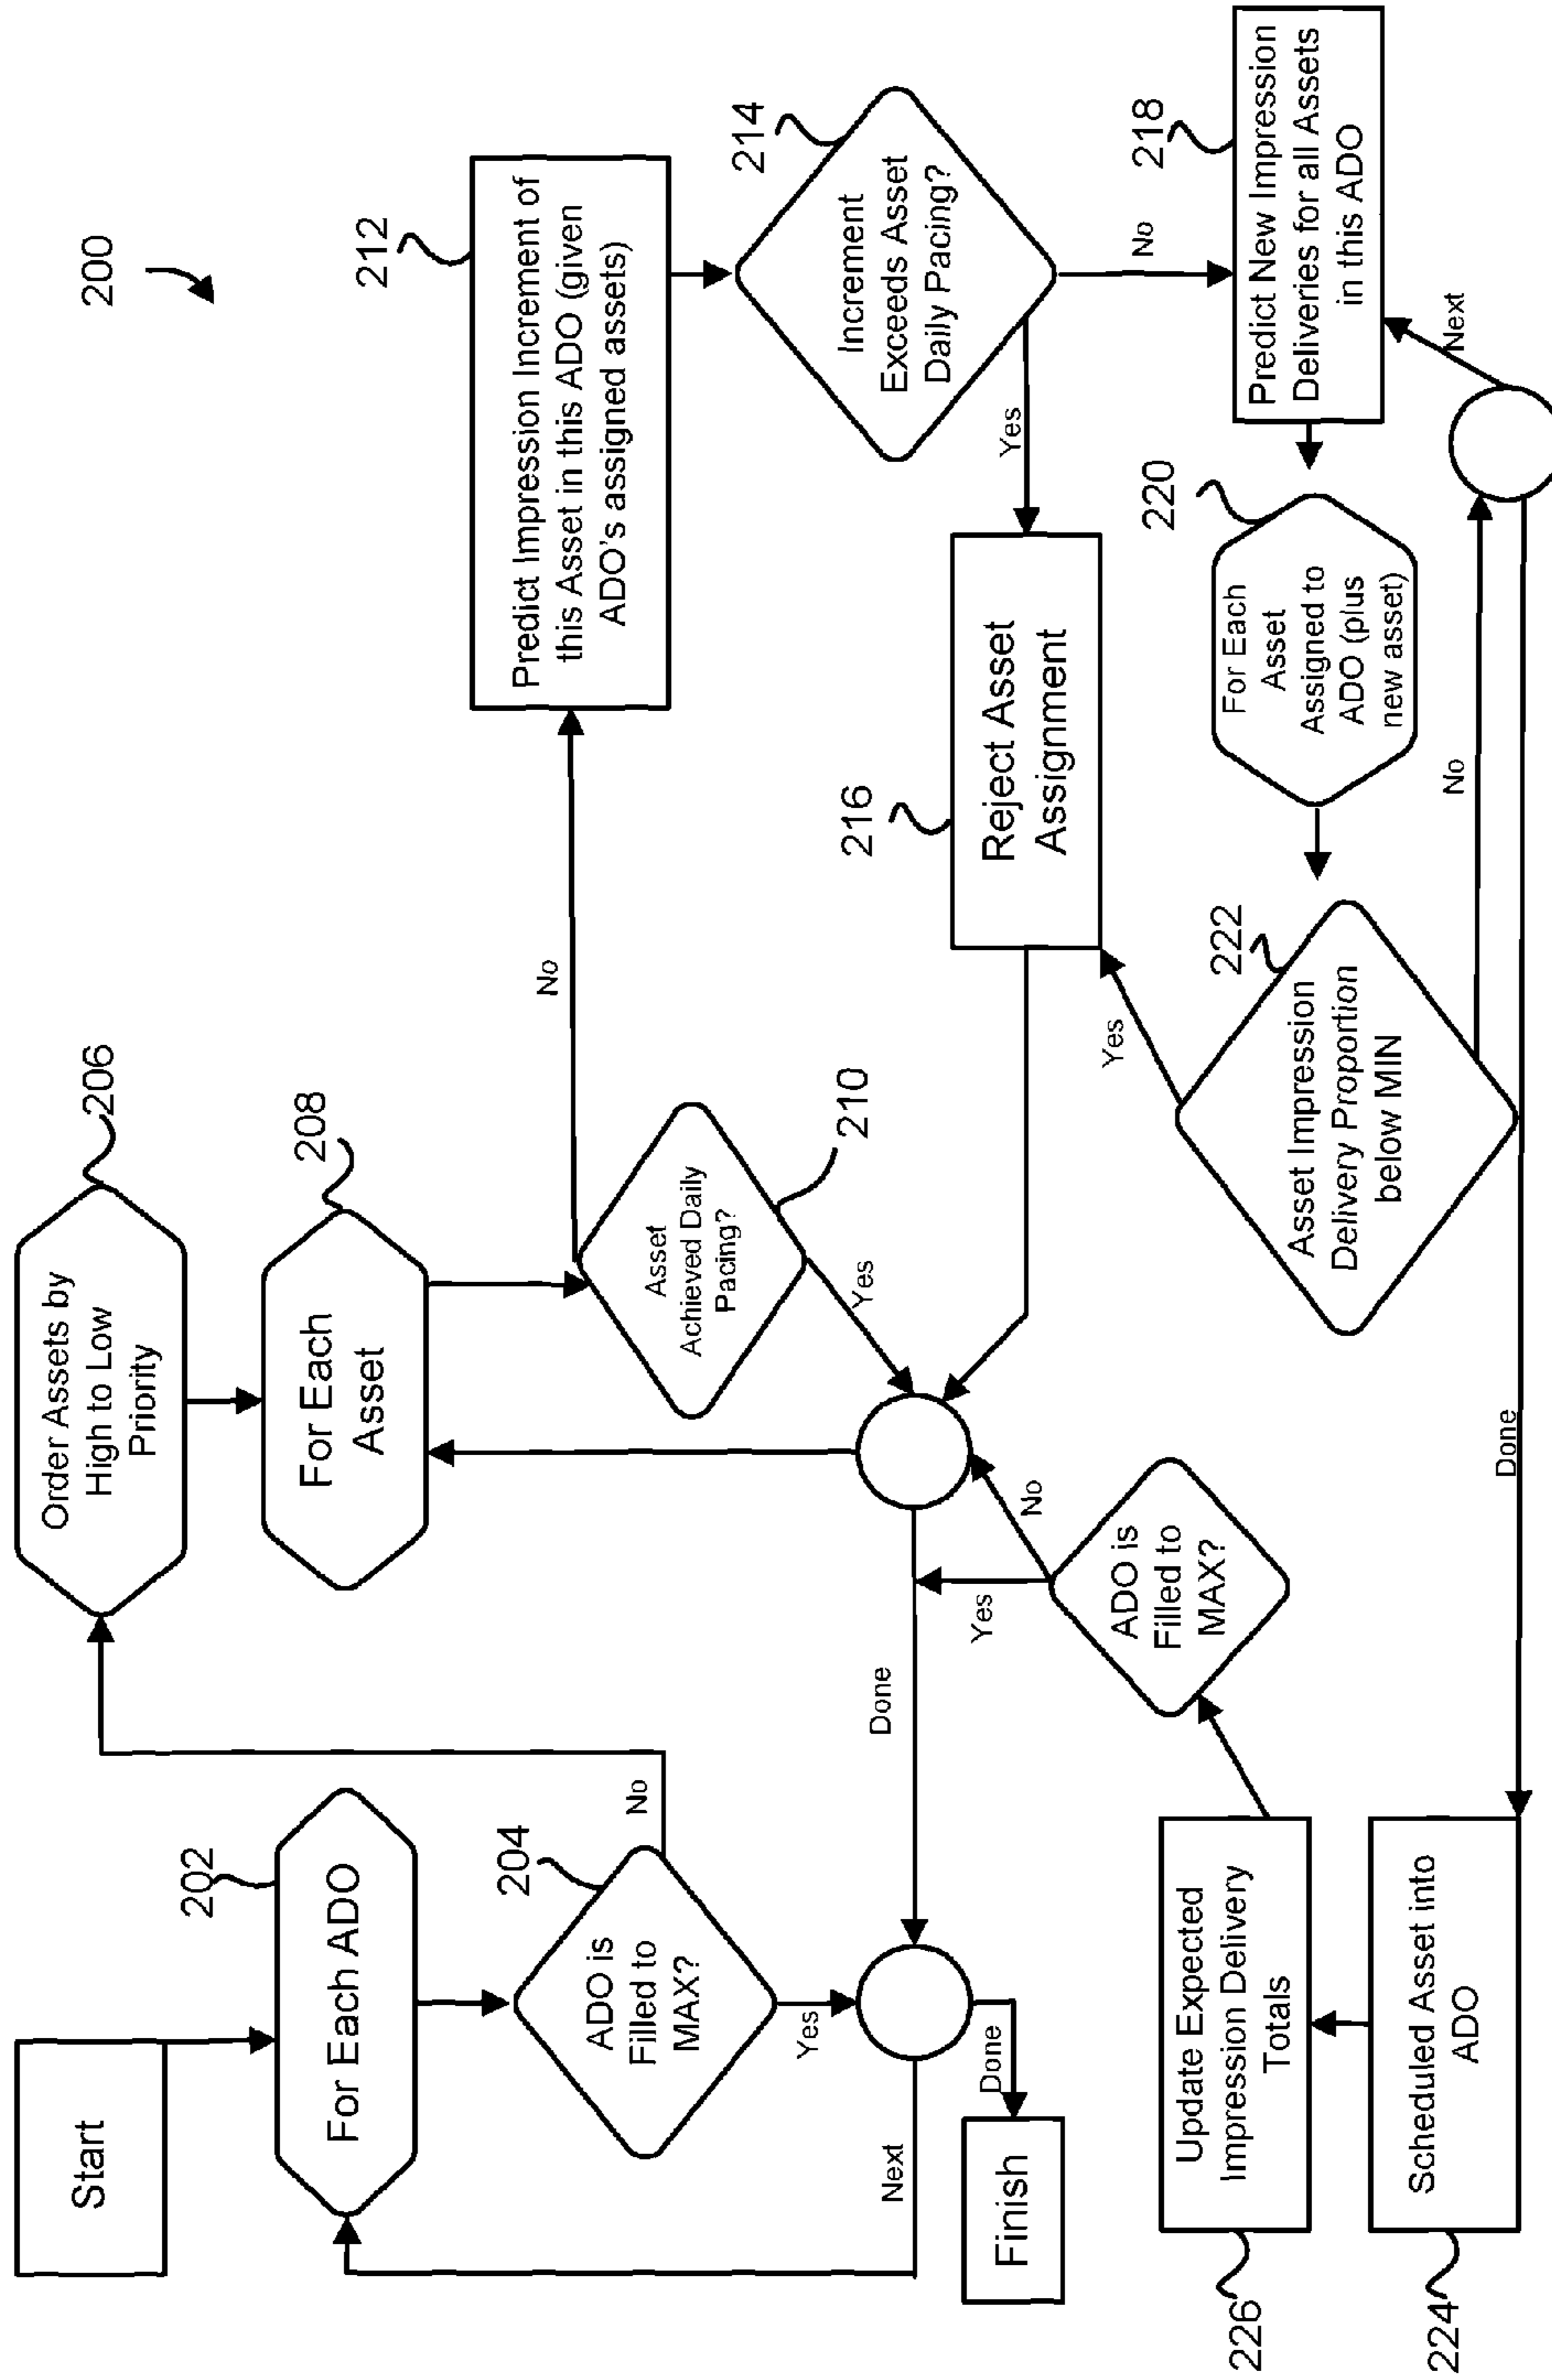 200
Start
202
For Each ADO
204
ADO is
Filled to
MAX?
No
Yes
Next
Done
Finish
206
Order Assets by
High to Low
Priority
208
For Each
Asset
210
Asset
Achieved Daily
Pacing?
No
Yes
Done
212
Predict Impression Increment of
this Asset in this ADO (given
ADO's assigned assets)
214
Increment
Exceeds Asset
Daily Pacing?
Yes
No
216
Reject Asset
Assignment
218
Predict New Impression
Deliveries for all Assets
in this ADO
Next
220
For Each
Asset
Assigned to
ADO (plus
new asset)
222
Asset Impression
Delivery Proportion
below MIN
Yes
No
Done
224
Scheduled Asset into
ADO
226
Update Expected
Impression Delivery
Totals
ADO is
Filled to
MAX?
Yes
No